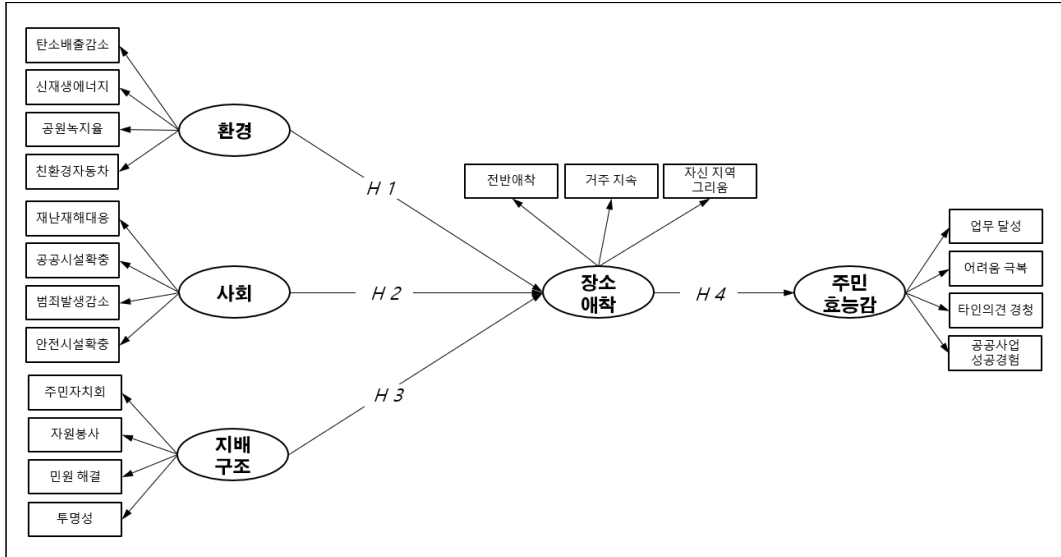 탄소배출감소
신재생에너지
공원녹지율
친환경자동차
환경
H 1
재난재해대응
공공시설확충
범죄발생감소
안전시설확충
사회
H 2
주민자치회
자원봉사
민원 해결
투명성
지배
구조
H 3
전반애착
거주 지속
자신 지역
그리움
장소
애착
H 4
주민
효능감
업무 달성
어려움 극복
타인의견 경청
공공사업
성공경험